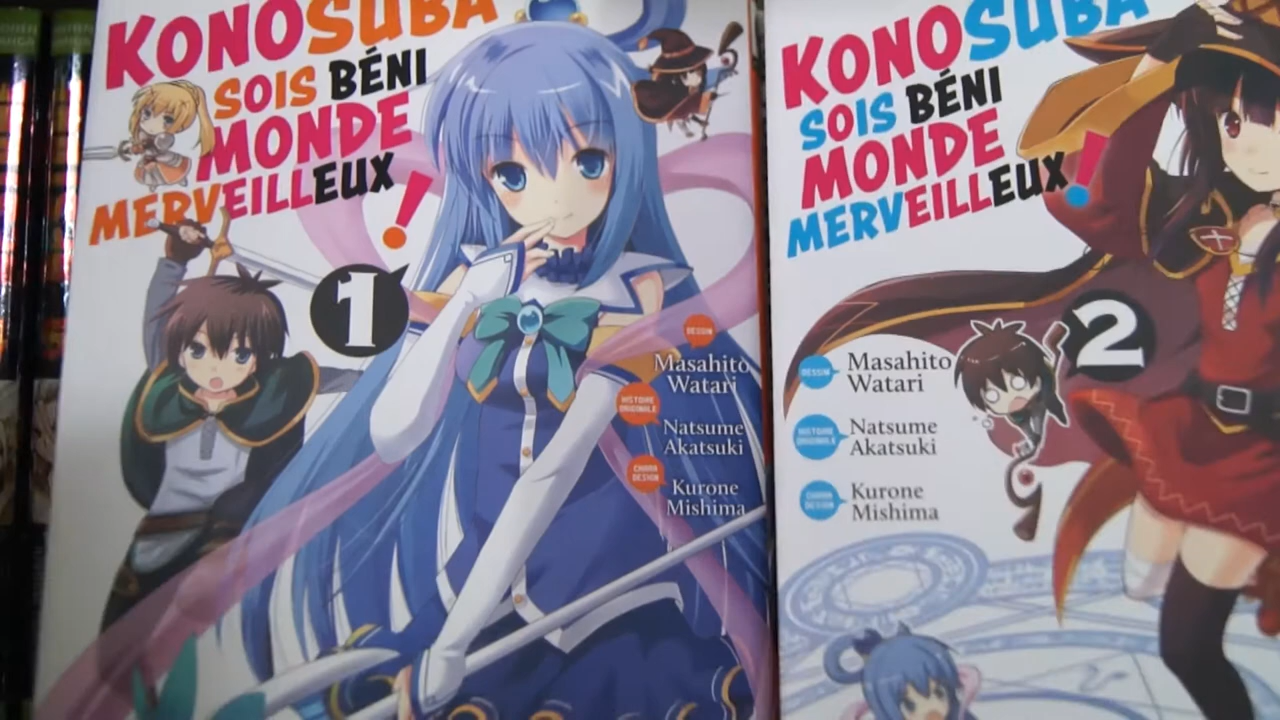 KONOSUBA
SOIS BÉNI
MONDE
MERVEILLEUX!
1
DESSIN
Masahito
Watari
HISTOIRE
ORIGINALE
Natsume
Akatsuki
CHARA
DESIGN
Kurone
Mishima
KONOSUBA
SOIS BÉNI
MONDE
MERVEILLEUX!
2
DESSIN
Masahito
Watari
HISTOIRE
ORIGINALE
Natsume
Akatsuki
CHARA
DESIGN
Kurone
Mishima